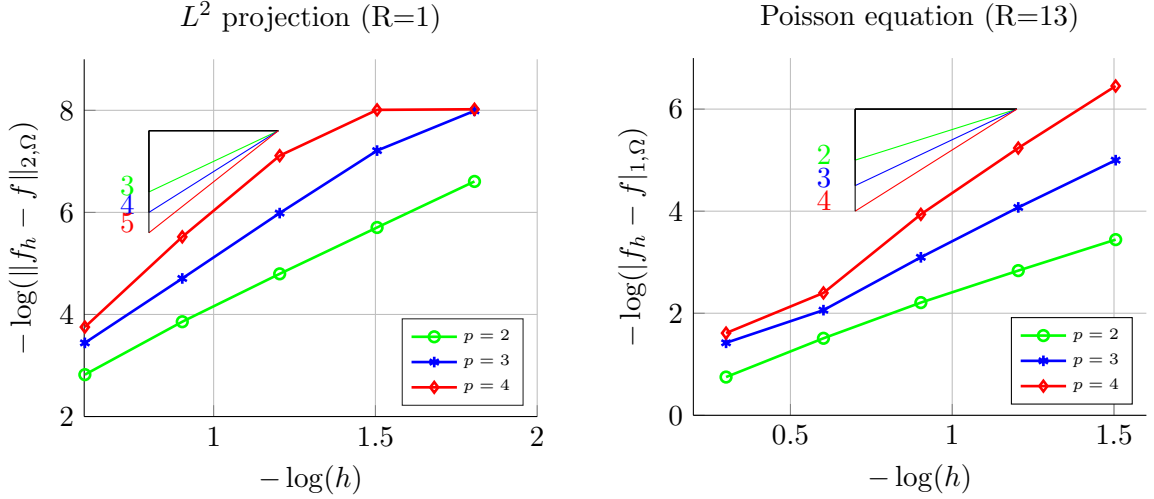 L² projection (R=1)
− log(‖f_h − f‖_{2,Ω})
8
6
4
2
3
4
5
p = 2
p = 3
p = 4
1
1.5
2
− log(h)
Poisson equation (R=13)
− log(|f_h − f|_{1,Ω})
6
4
2
0
2
3
4
p = 2
p = 3
p = 4
0.5
1
1.5
− log(h)